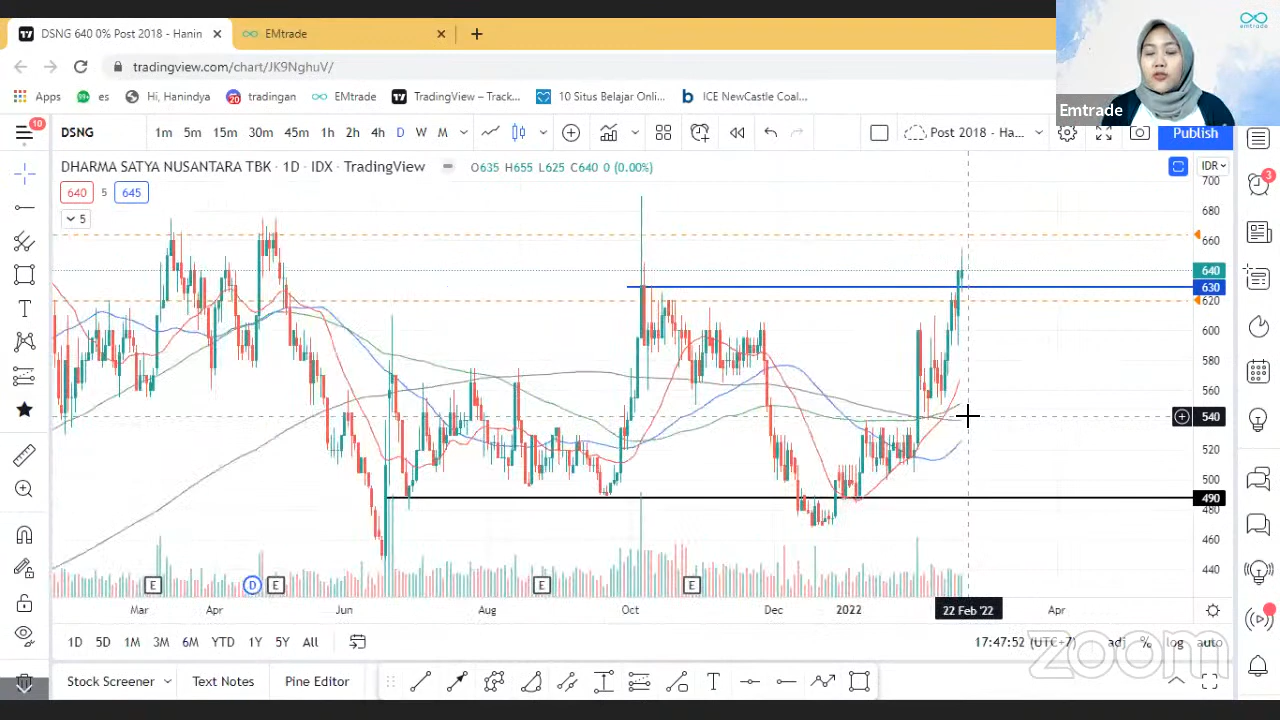 DSNG 640 0% Post 2018 - Hanin
EMtrade
emtrade
tradingview.com/chart/JK9NghuV/
Apps
es
Hi, Hanindya
20
tradingan
EMtrade
TradingView – Track...
10 Situs Belajar Onli...
ICE NewCastle Coal...
Emtrade
10
DSNG
1m 5m 15m 30m 45m 1h 2h 4h D W M
Post 2018 - Ha...
Publish
DHARMA SATYA NUSANTARA TBK · 1D · IDX · TradingView
O635 H655 L625 C640 0 (0.00%)
IDR
640
5
645
5
3
700
680
660
640
630
620
600
580
560
540
520
500
490
480
460
440
E
D
E
E
E
Mar
Apr
Jun
Aug
Oct
Dec
2022
22 Feb '22
Apr
1D 5D 1M 3M 6M YTD 1Y 5Y All
17:47:52 (UTC+7)
adj
%
log
auto
zoom
Stock Screener
Text Notes
Pine Editor